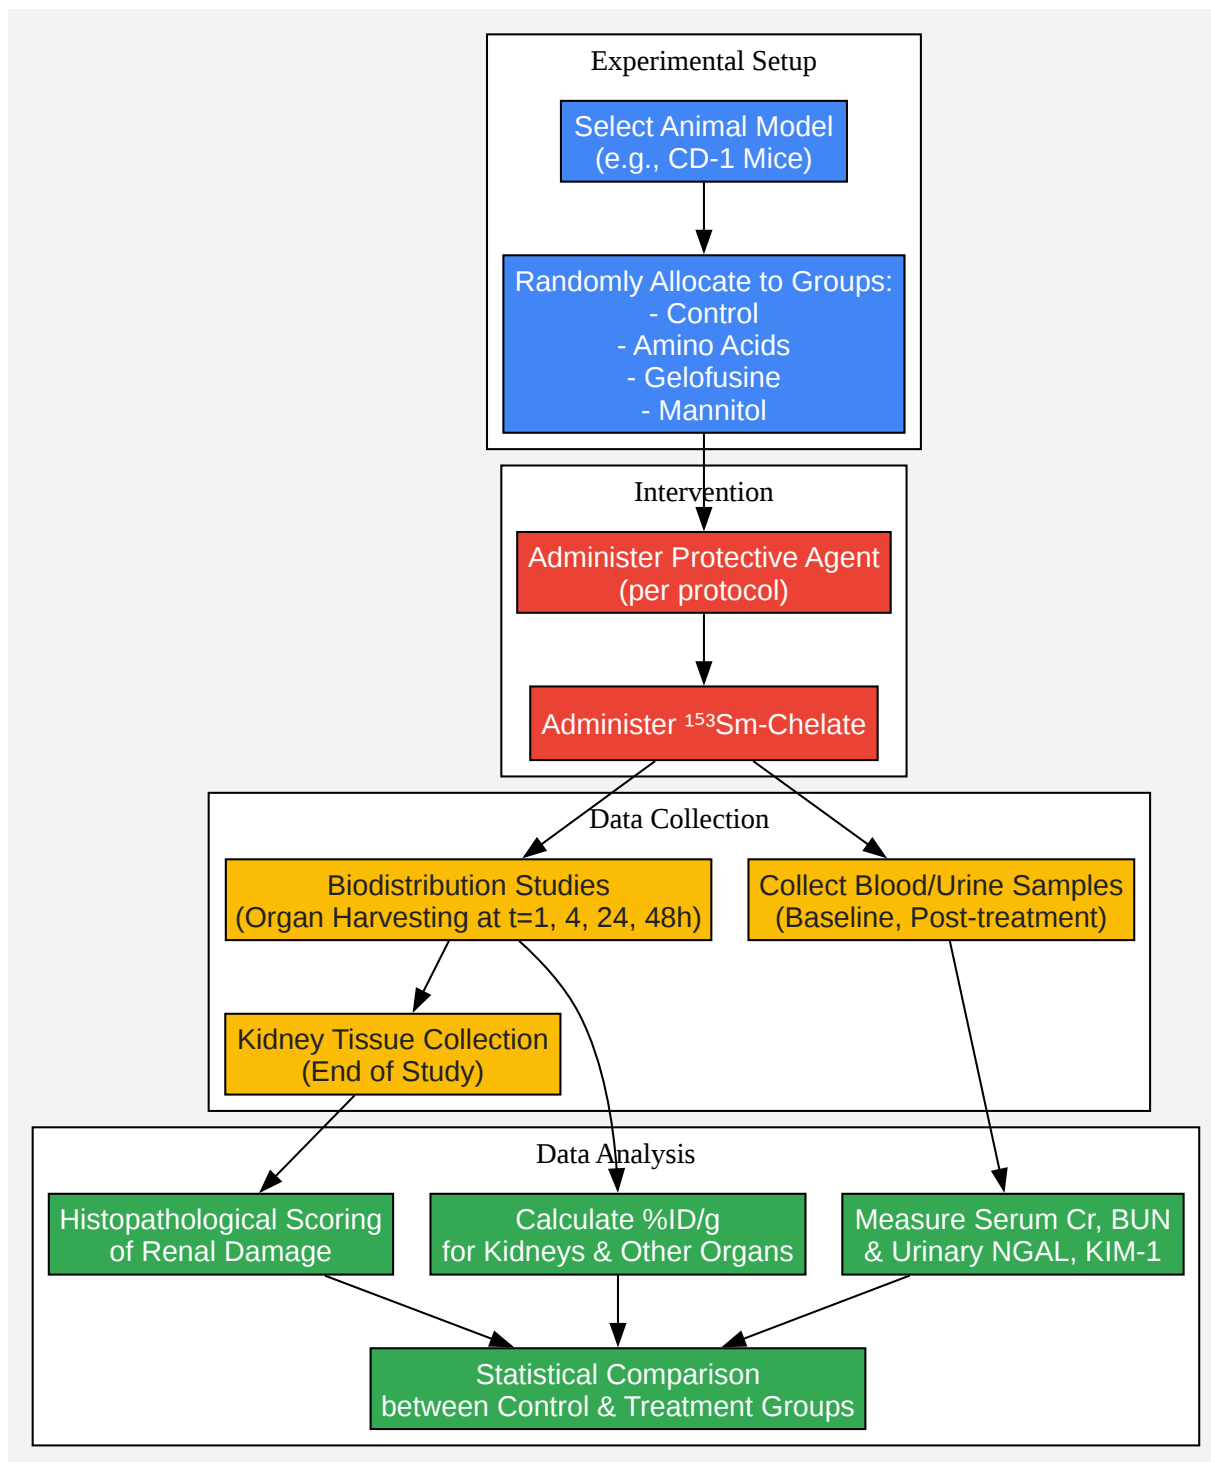 Experimental Setup
Select Animal Model
(e.g., CD-1 Mice)
Randomly Allocate to Groups:
- Control
- Amino Acids
- Gelofusine
- Mannitol
Intervention
Administer Protective Agent
(per protocol)
Administer ¹⁵³Sm-Chelate
Data Collection
Biodistribution Studies
(Organ Harvesting at t=1, 4, 24, 48h)
Collect Blood/Urine Samples
(Baseline, Post-treatment)
Kidney Tissue Collection
(End of Study)
Data Analysis
Histopathological Scoring
of Renal Damage
Calculate %ID/g
for Kidneys & Other Organs
Measure Serum Cr, BUN
& Urinary NGAL, KIM-1
Statistical Comparison
between Control & Treatment Groups